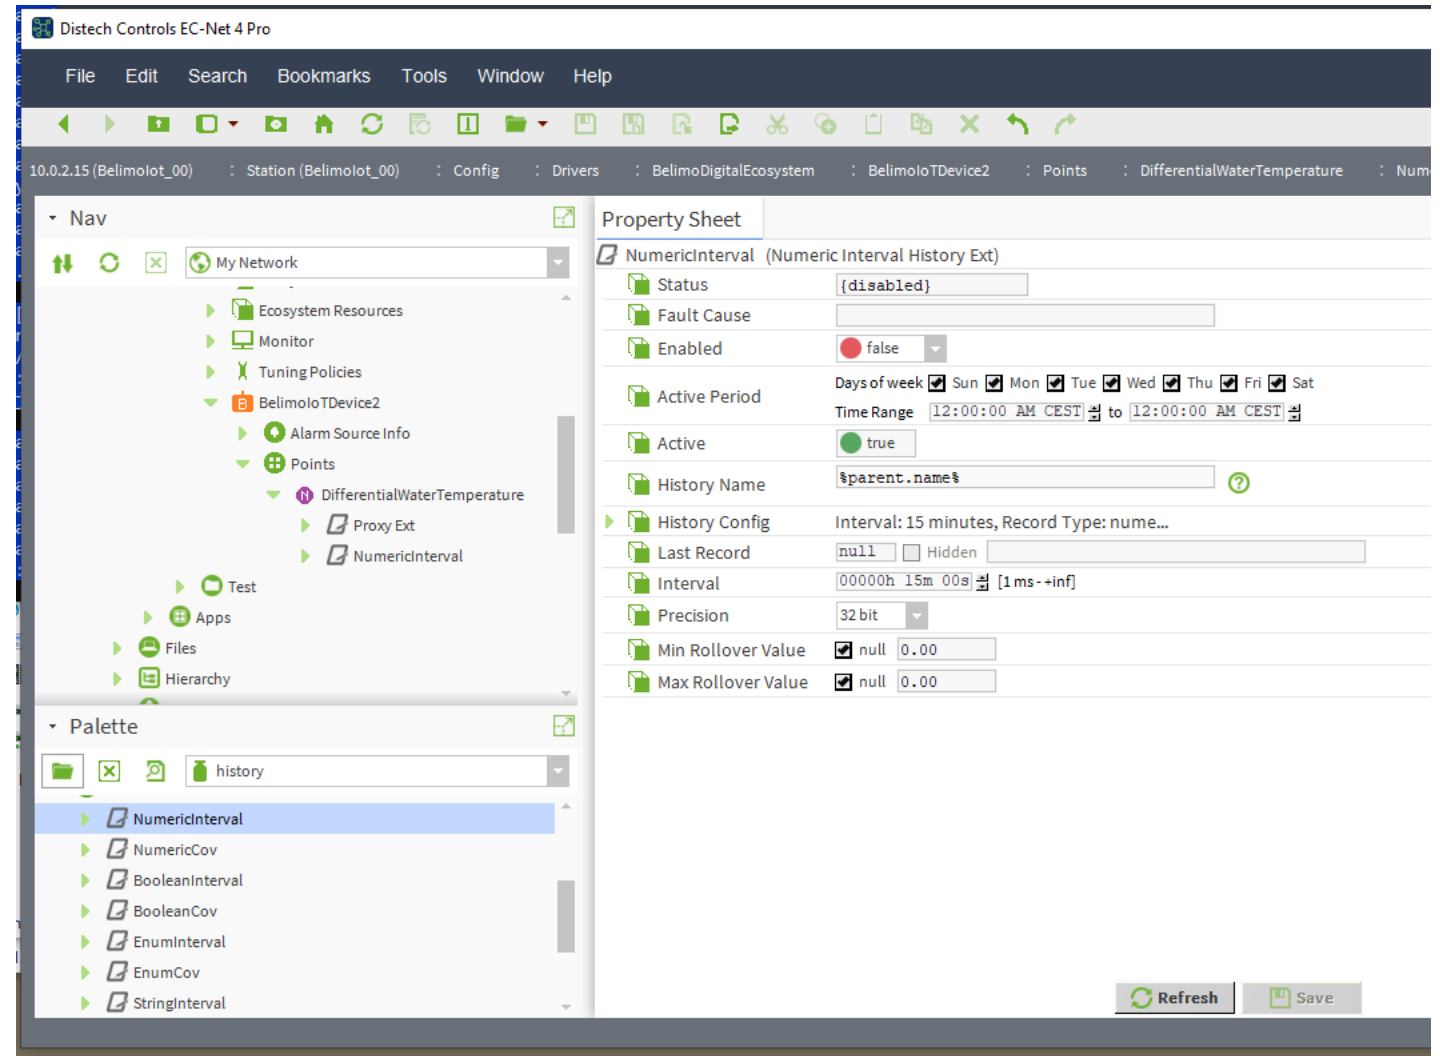 Distech Controls EC-Net 4 Pro
File Edit Search Bookmarks Tools Window Help
10.0.2.15 (BelimoIot_00) : Station (BelimoIot_00) : Config : Drivers : BelimoDigitalEcosystem : BelimoIoTDevice2 : Points : DifferentialWaterTemperature : Num
Nav
My Network
Ecosystem Resources
Monitor
Tuning Policies
B BelimoIoTDevice2
Alarm Source Info
Points
N DifferentialWaterTemperature
Proxy Ext
NumericInterval
Test
Apps
Files
Hierarchy
Palette
history
NumericInterval
NumericCov
BooleanInterval
BooleanCov
EnumInterval
EnumCov
StringInterval
Property Sheet
NumericInterval (Numeric Interval History Ext)
Status {disabled}
Fault Cause
Enabled false
Active Period Days of week Sun Mon Tue Wed Thu Fri Sat
Time Range 12:00:00 AM CEST to 12:00:00 AM CEST
Active true
History Name %parent.name% ?
History Config Interval: 15 minutes, Record Type: nume...
Last Record null Hidden
Interval 00000h 15m 00s [1 ms - +inf]
Precision 32 bit
Min Rollover Value null 0.00
Max Rollover Value null 0.00
Refresh Save